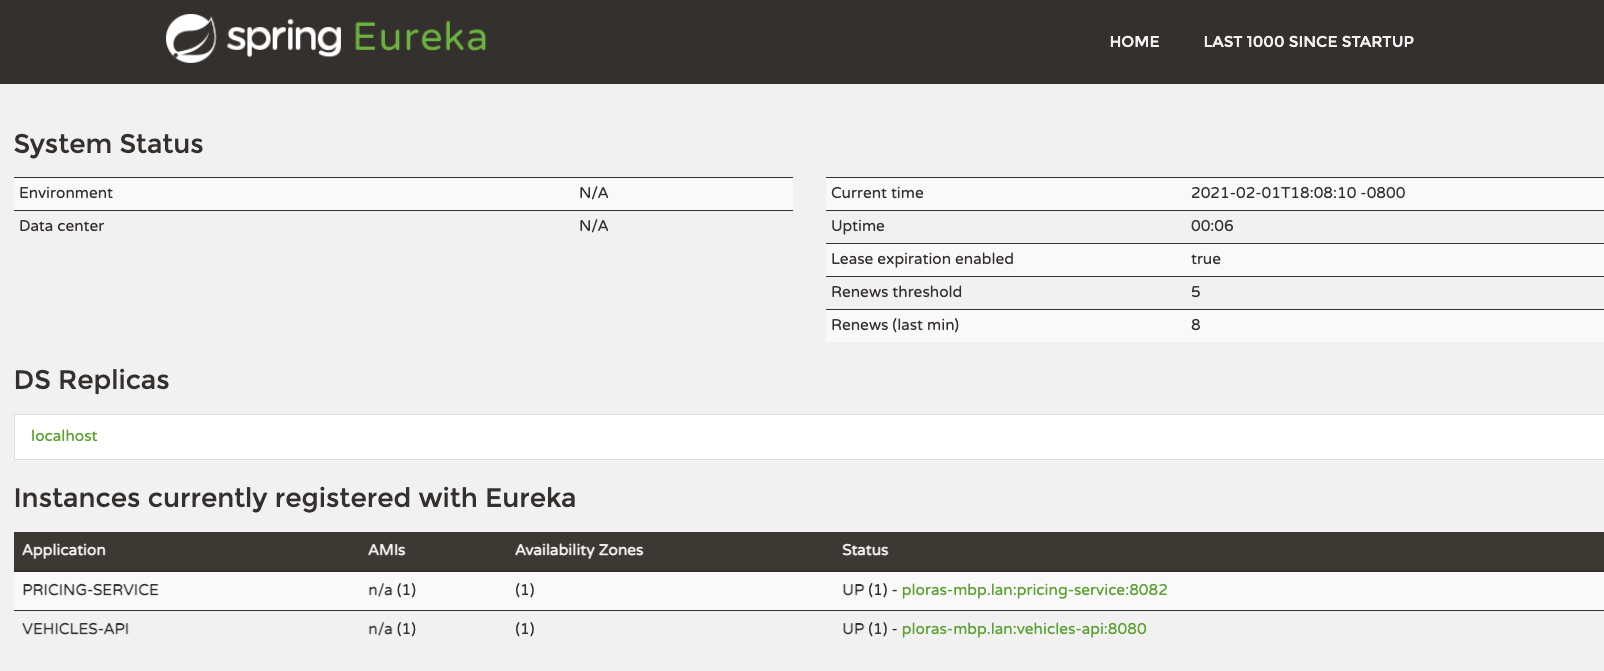 spring Eureka
HOME LAST 1000 SINCE STARTUP
System Status
Environment N/A
Data center N/A
Current time 2021-02-01T18:08:10 -0800
Uptime 00:06
Lease expiration enabled true
Renews threshold 5
Renews (last min) 8
DS Replicas
localhost
Instances currently registered with Eureka
Application AMIs Availability Zones Status
PRICING-SERVICE n/a (1) (1) UP (1) - ploras-mbp.lan:pricing-service:8082
VEHICLES-API n/a (1) (1) UP (1) - ploras-mbp.lan:vehicles-api:8080